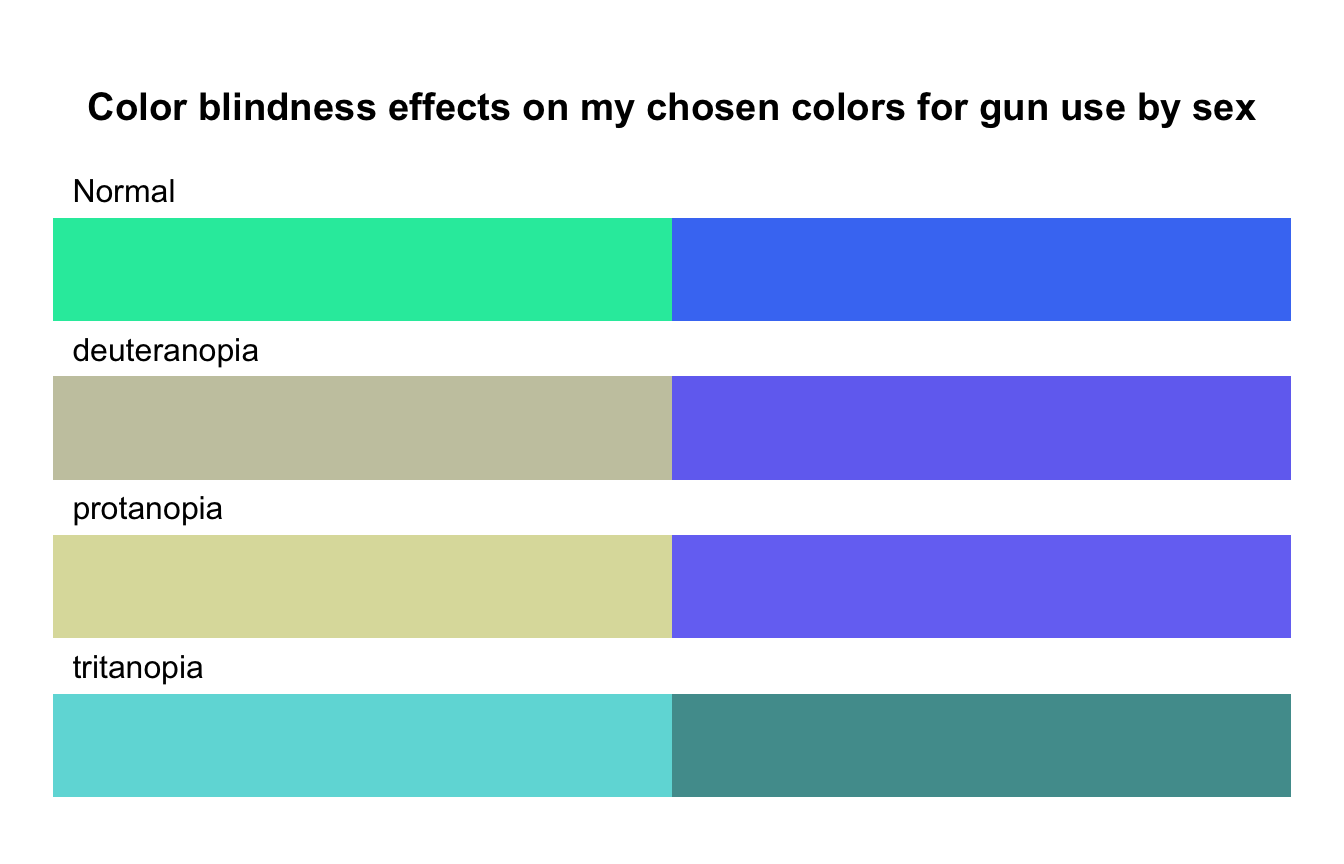 Color blindness effects on my chosen colors for gun use by sex
Normal
deuteranopia
protanopia
tritanopia